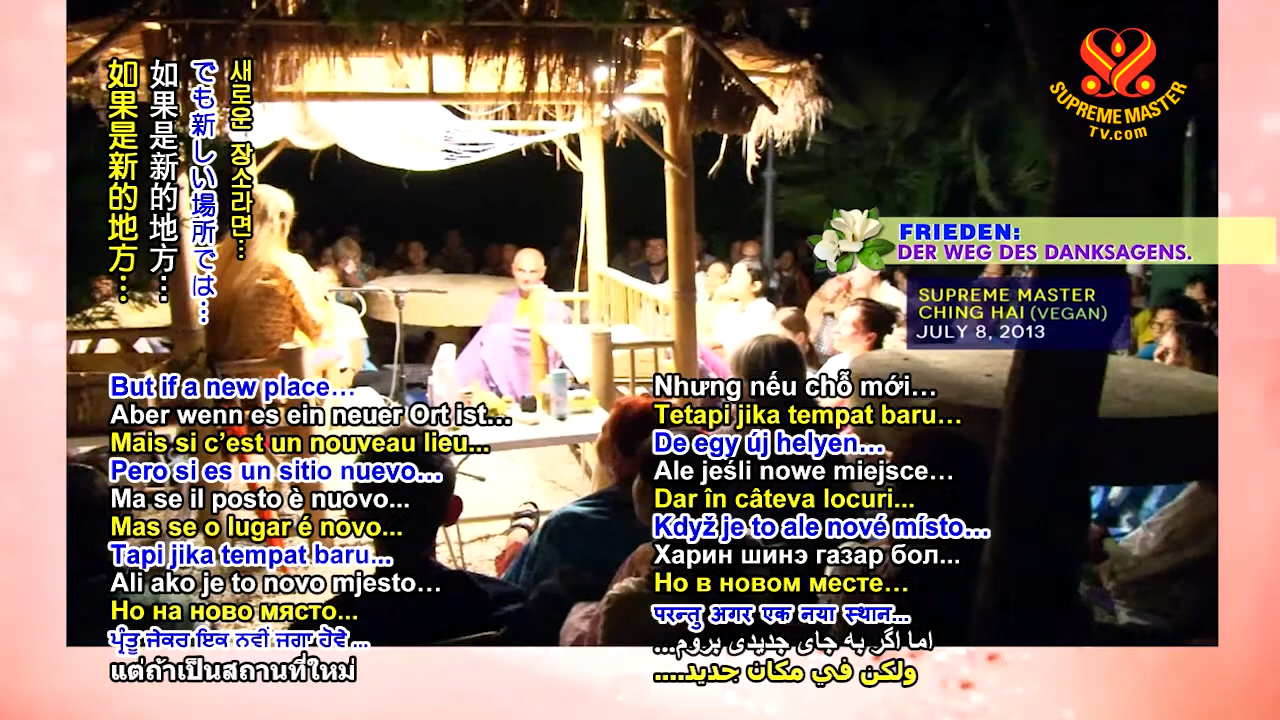 새로운 장소라면…
でも新しい場所では…
如果是新的地方…
如果是新的地方…
SUPREME MASTER
TV.com
FRIEDEN:
DER WEG DES DANKSAGENS.
SUPREME MASTER
CHING HAI (VEGAN)
JULY 8, 2013
But if a new place…
Aber wenn es ein neuer Ort ist…
Mais si c’est un nouveau lieu...
Pero si es un sitio nuevo...
Ma se il posto è nuovo...
Mas se o lugar é novo...
Tapi jika tempat baru...
Ali ako je to novo mjesto…
Но на ново място...
ਪ੍ਰੰਤੂ ਜੇਕਰ ਇਕ ਨਵੀਂ ਜਗਾ ਹੋਵੇ...
แต่ถ้าเป็นสถานที่ใหม่
Nhưng nếu chỗ mới…
Tetapi jika tempat baru…
De egy új helyen…
Ale jeśli nowe miejsce…
Dar în câteva locuri...
Když je to ale nové místo…
Харин шинэ газар бол...
Но в новом месте…
परन्तु अगर एक नया स्थान...
اما اگر به جای جدیدی بروم...
ولكن في مكان جديد....